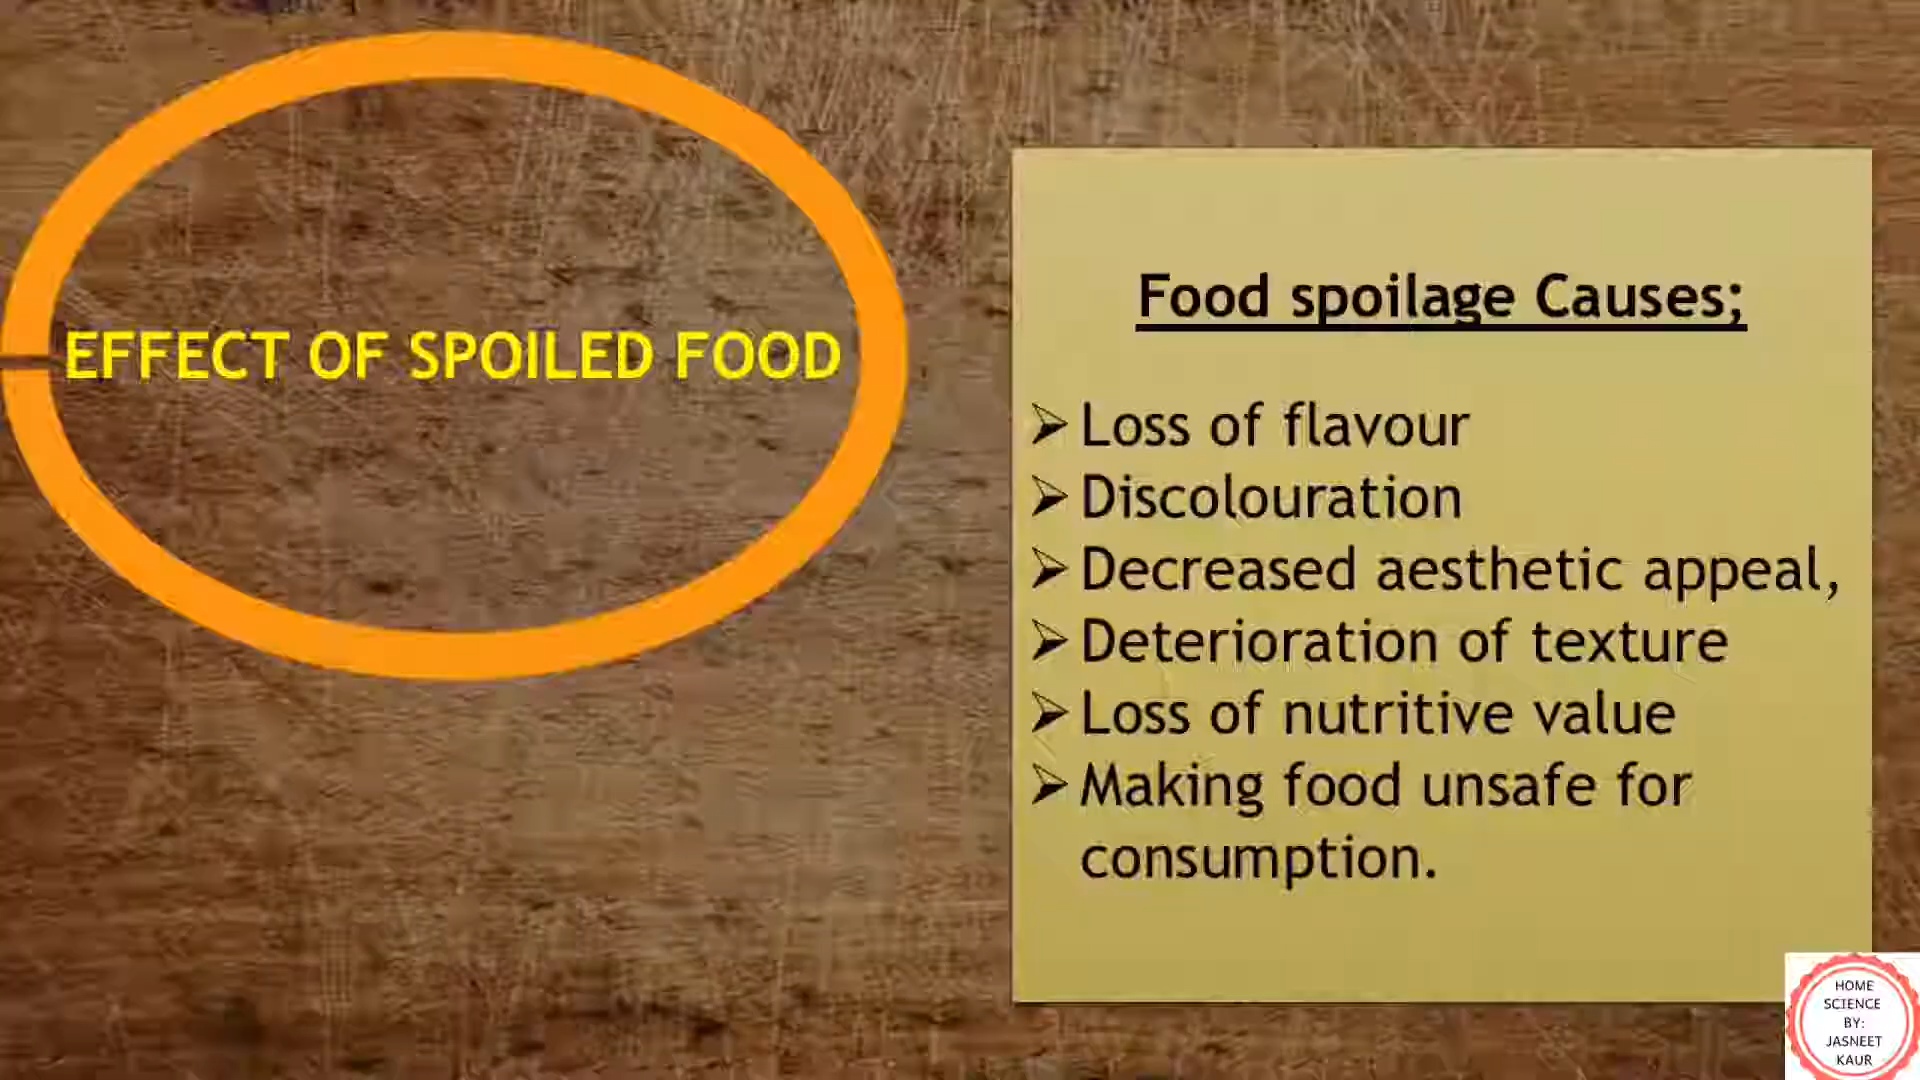 EFFECT OF SPOILED FOOD
Food spoilage Causes;
➢ Loss of flavour
➢ Discolouration
➢ Decreased aesthetic appeal,
➢ Deterioration of texture
➢ Loss of nutritive value
➢ Making food unsafe for
consumption.
HOME
SCIENCE
BY:
JASNEET
KAUR